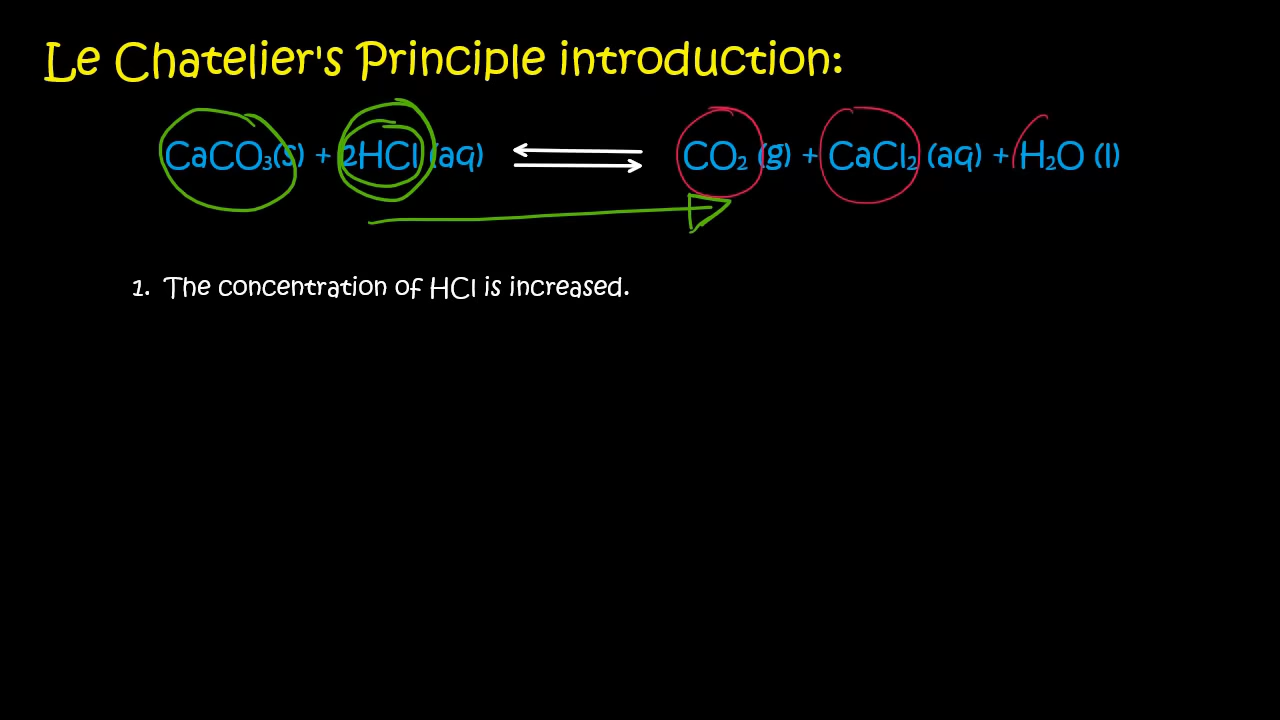 Le Chatelier's Principle introduction:
CaCO₃(s) + 2HCl (aq) ⇌ CO₂ (g) + CaCl₂ (aq) + H₂O (l)
1. The concentration of HCl is increased.